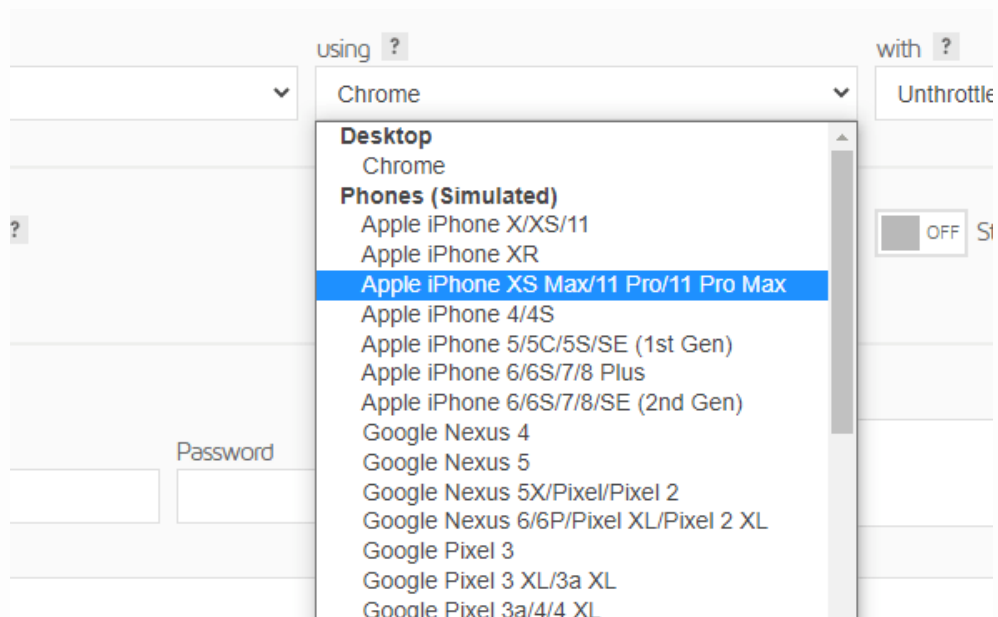 using ?
with ?
Chrome
Unthrottle
Desktop
Chrome
Phones (Simulated)
Apple iPhone X/XS/11
?
OFF St
Apple iPhone XR
Apple iPhone XS Max/11 Pro/11 Pro Max
Apple iPhone 4/4S
Apple iPhone 5/5C/5S/SE (1st Gen)
Apple iPhone 6/6S/7/8 Plus
Apple iPhone 6/6S/7/8/SE (2nd Gen)
Google Nexus 4
Password
Google Nexus 5
Google Nexus 5X/Pixel/Pixel 2
Google Nexus 6/6P/Pixel XL/Pixel 2 XL
Google Pixel 3
Google Pixel 3 XL/3a XL
Google Pixel 3a/4/4 XL